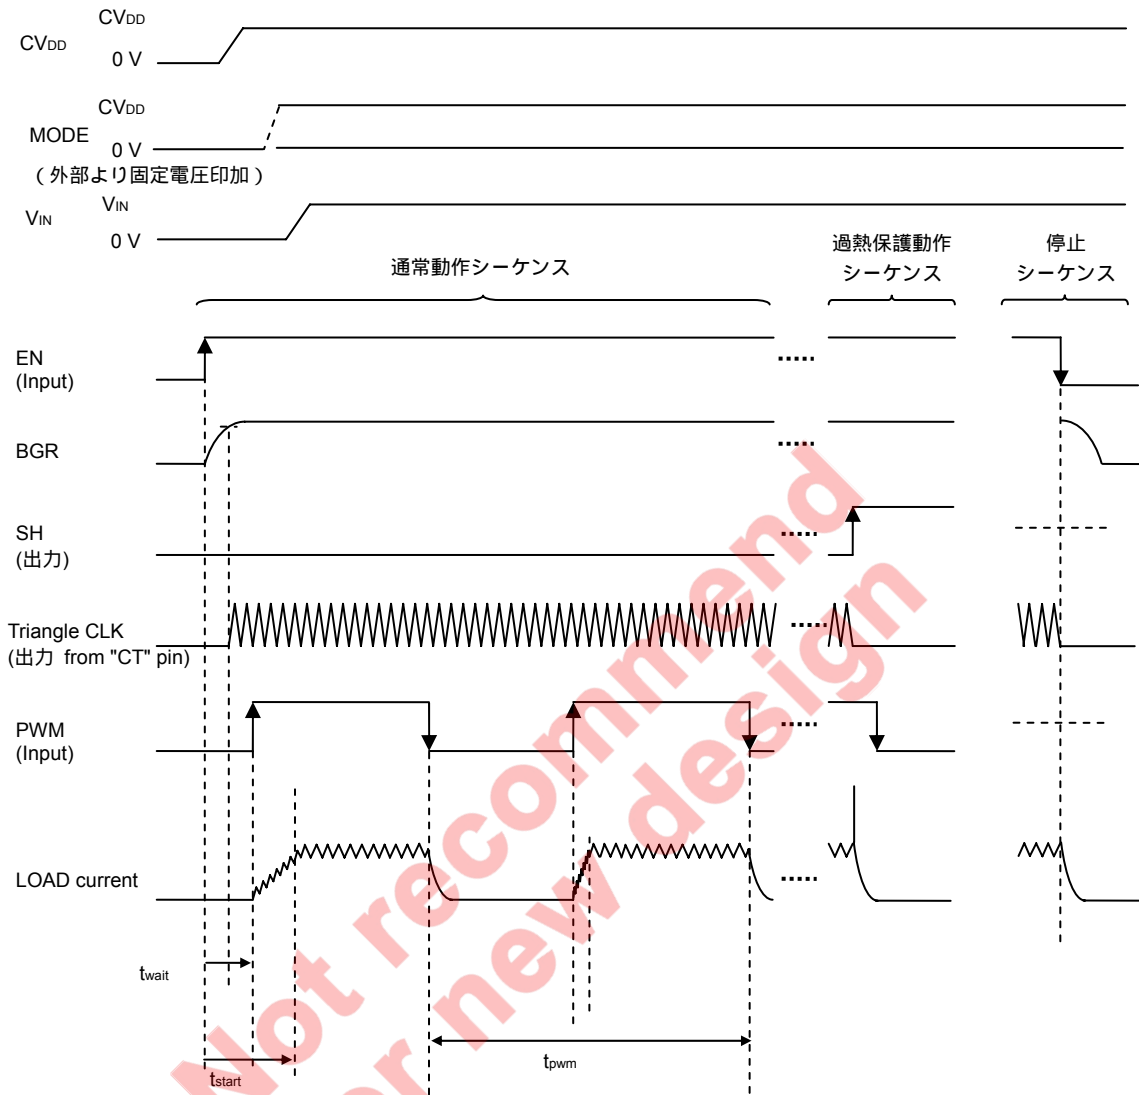 CVDD
CVDD
0 V
CVDD
MODE
0 V
(外部より固定電圧印加)
VIN
VIN
0 V
通常動作シーケンス
過熱保護動作
シーケンス
停止
シーケンス
EN
(Input)
BGR
SH
(出力)
Triangle CLK
(出力 from "CT" pin)
PWM
(Input)
LOAD current
twait
tstart
tpwm
Not recommend
for new design